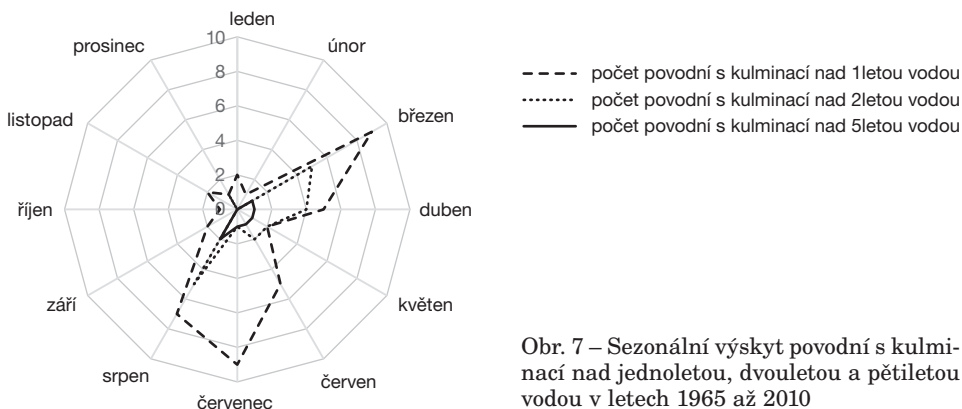 leden
únor
březen
duben
květen
červen
červenec
srpen
září
říjen
listopad
prosinec
10
8
6
4
2
0
počet povodní s kulminací nad 1letou vodou
počet povodní s kulminací nad 2letou vodou
počet povodní s kulminací nad 5letou vodou
Obr. 7 – Sezonální výskyt povodní s kulmi-
nací nad jednoletou, dvouletou a pětiletou
vodou v letech 1965 až 2010